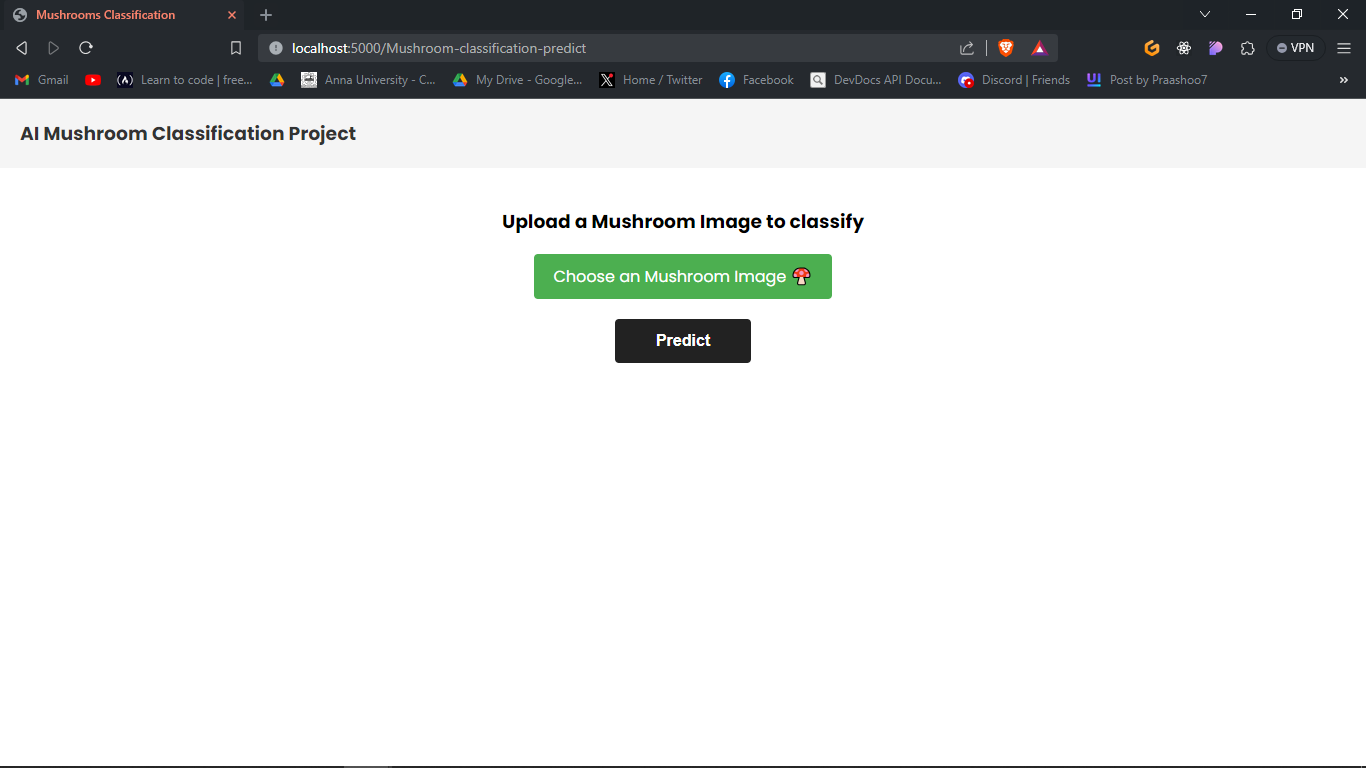 Mushrooms Classification
localhost:5000/Mushroom-classification-predict
VPN
Gmail
Learn to code | free...
Anna University - C...
My Drive - Google...
Home / Twitter
Facebook
DevDocs API Docu...
Discord | Friends
UI
Post by Praashoo7
AI Mushroom Classification Project
Upload a Mushroom Image to classify
Choose an Mushroom Image
Predict